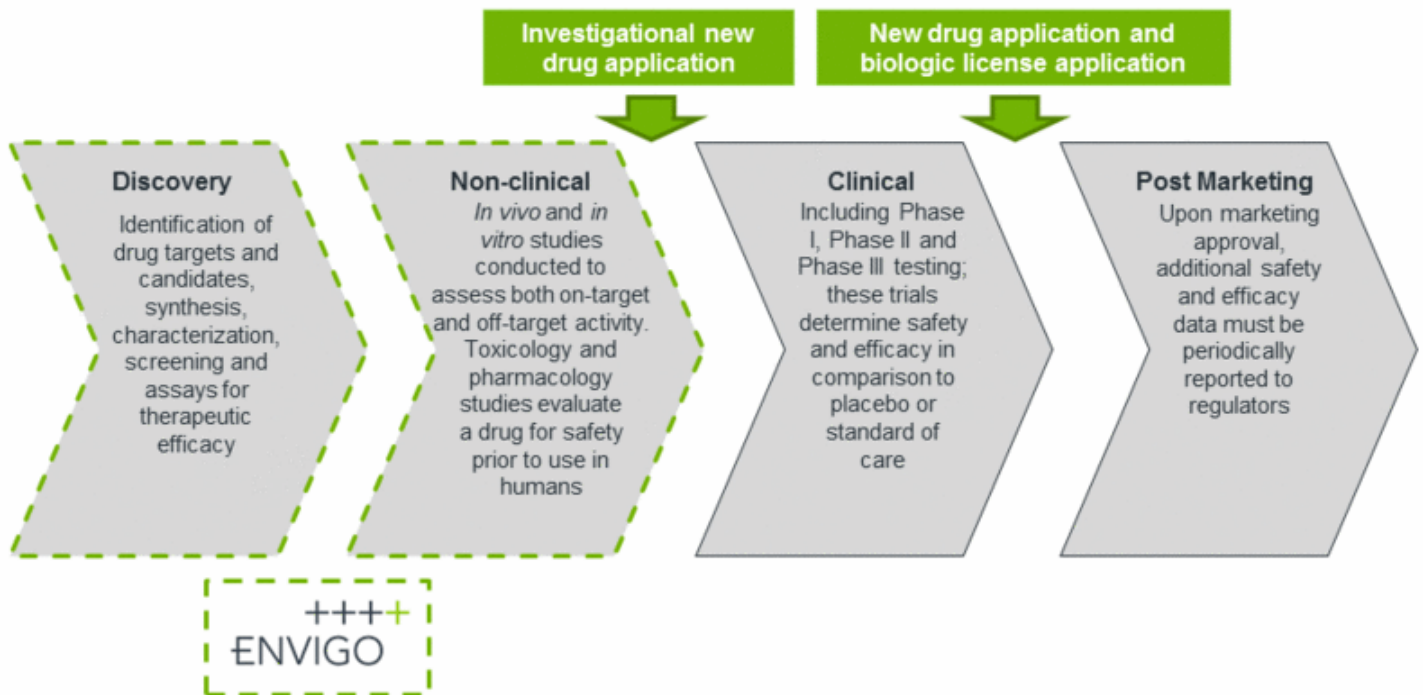 Investigational new
drug application
New drug application and
biologic license application
Discovery
Identification of
drug targets and
candidates,
synthesis,
characterization,
screening and
assays for
therapeutic
efficacy
Non-clinical
In vivo and in
vitro studies
conducted to
assess both on-target
and off-target activity.
Toxicology and
pharmacology
studies evaluate
a drug for safety
prior to use in
humans
Clinical
Including Phase
I, Phase II and
Phase III testing;
these trials
determine safety
and efficacy in
comparison to
placebo or
standard of
care
Post Marketing
Upon marketing
approval,
additional safety
and efficacy
data must be
periodically
reported to
regulators
++++
ENVIGO